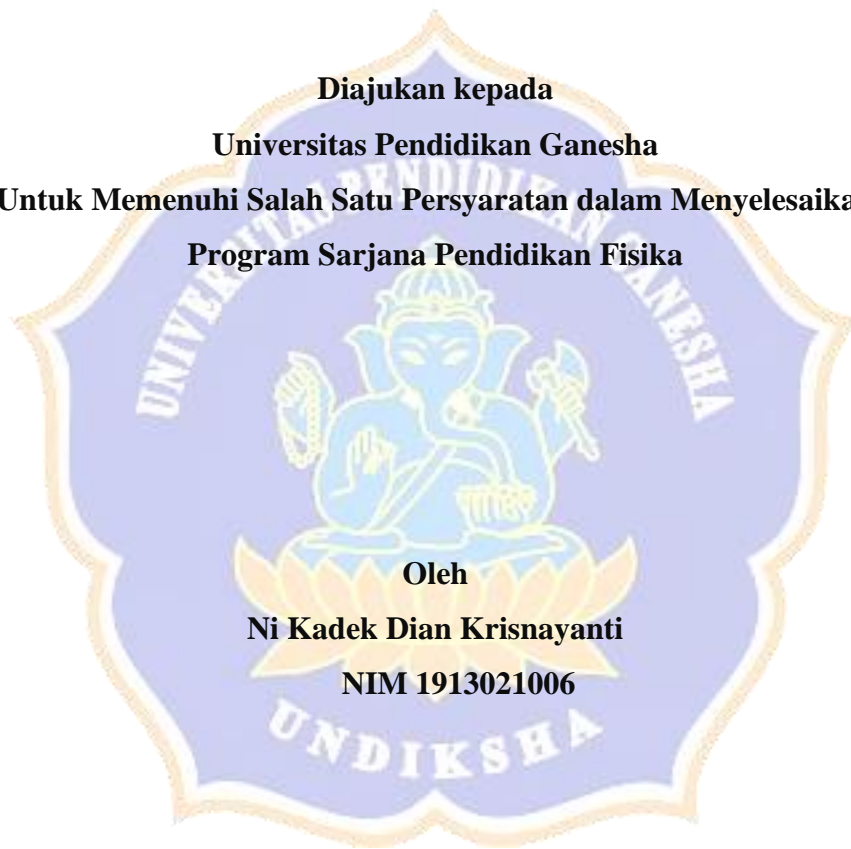 Diajukan kepada
Universitas Pendidikan Ganesha
Untuk Memenuhi Salah Satu Persyaratan dalam Menyelesaika
Program Sarjana Pendidikan Fisika
UNIVERSITAS PENDIDIKAN GANESHA
Oleh
Ni Kadek Dian Krisnayanti
NIM 1913021006
UNDIKSHA